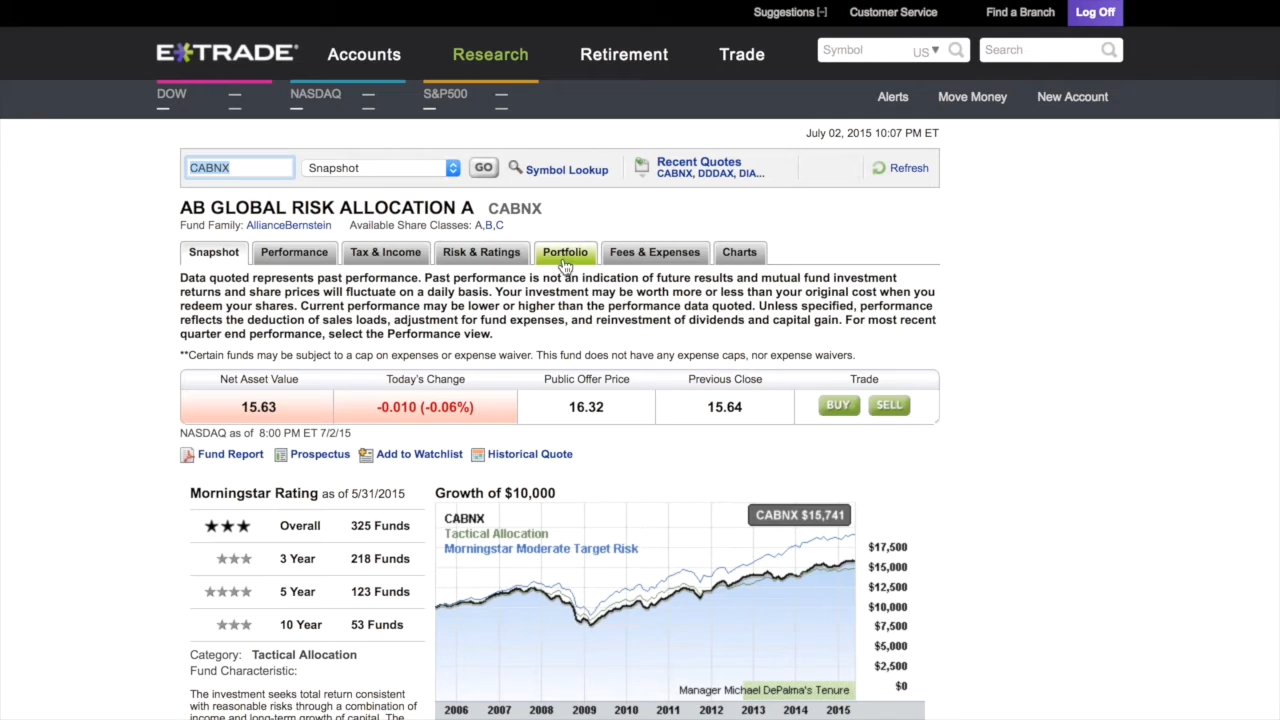 Suggestions [-] Customer Service Find a Branch Log Off
E*TRADE Accounts Research Retirement Trade Symbol US Search
DOW — NASDAQ — S&P500 —
— — — — — —
Alerts Move Money New Account
July 02, 2015 10:07 PM ET
CABNX Snapshot GO Symbol Lookup Recent Quotes Refresh
CABNX, DDDAX, DIA...
AB GLOBAL RISK ALLOCATION A CABNX
Fund Family: AllianceBernstein Available Share Classes: A,B,C
Snapshot Performance Tax & Income Risk & Ratings Portfolio Fees & Expenses Charts
Data quoted represents past performance. Past performance is not an indication of future results and mutual fund investment
returns and share prices will fluctuate on a daily basis. Your investment may be worth more or less than your original cost when you
redeem your shares. Current performance may be lower or higher than the performance data quoted. Unless specified, performance
reflects the deduction of sales loads, adjustment for fund expenses, and reinvestment of dividends and capital gain. For most recent
quarter end performance, select the Performance view.
**Certain funds may be subject to a cap on expenses or expense waiver. This fund does not have any expense caps, nor expense waivers.
Net Asset Value Today's Change Public Offer Price Previous Close Trade
15.63 -0.010 (-0.06%) 16.32 15.64 BUY SELL
NASDAQ as of 8:00 PM ET 7/2/15
Fund Report Prospectus Add to Watchlist Historical Quote
Morningstar Rating as of 5/31/2015
★★★ Overall 325 Funds
★★★ 3 Year 218 Funds
★★★★ 5 Year 123 Funds
★★★ 10 Year 53 Funds
Category: Tactical Allocation
Fund Characteristic:
The investment seeks total return consistent
with reasonable risks through a combination of
income and long-term growth of capital. The
Growth of $10,000
CABNX $15,741
CABNX
Tactical Allocation
Morningstar Moderate Target Risk
$17,500
$15,000
$12,500
$10,000
$7,500
$5,000
$2,500
$0
Manager Michael DePalma's Tenure
2006 2007 2008 2009 2010 2011 2012 2013 2014 2015